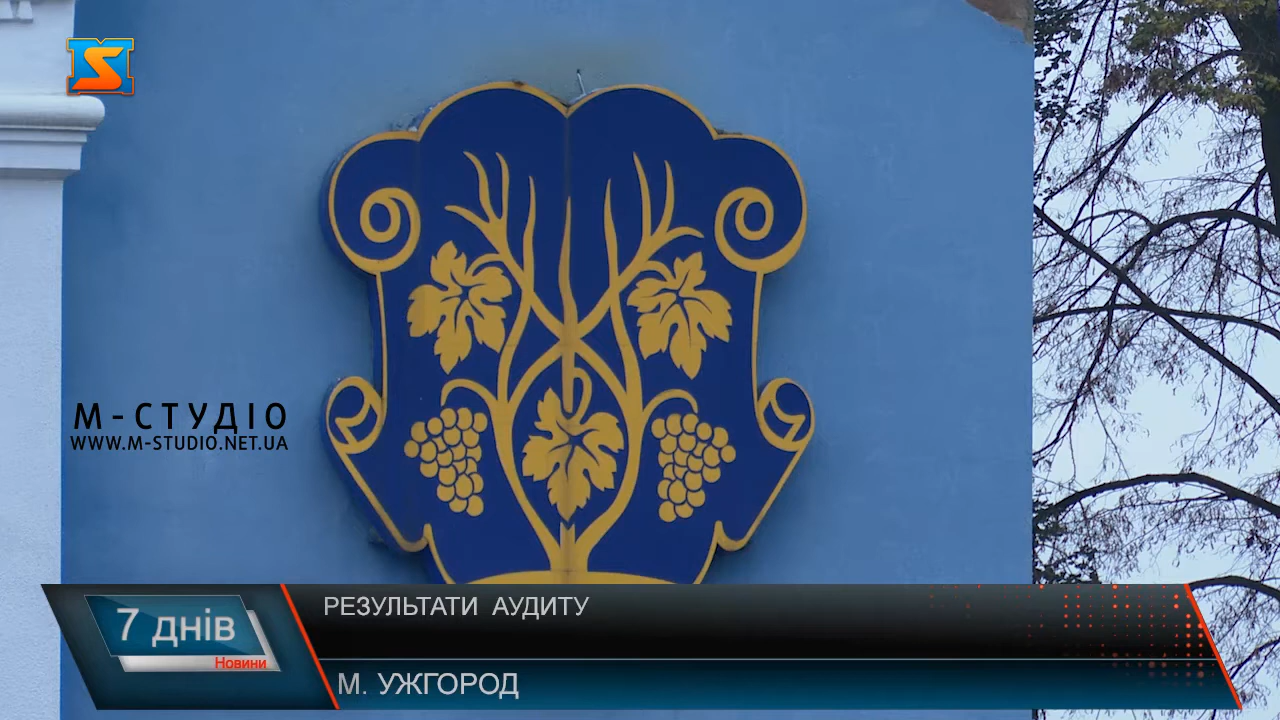 М-СТУДІО
WWW.M-STUDIO.NET.UA
7 днів
Новини
РЕЗУЛЬТАТИ АУДИТУ
М. УЖГОРОД